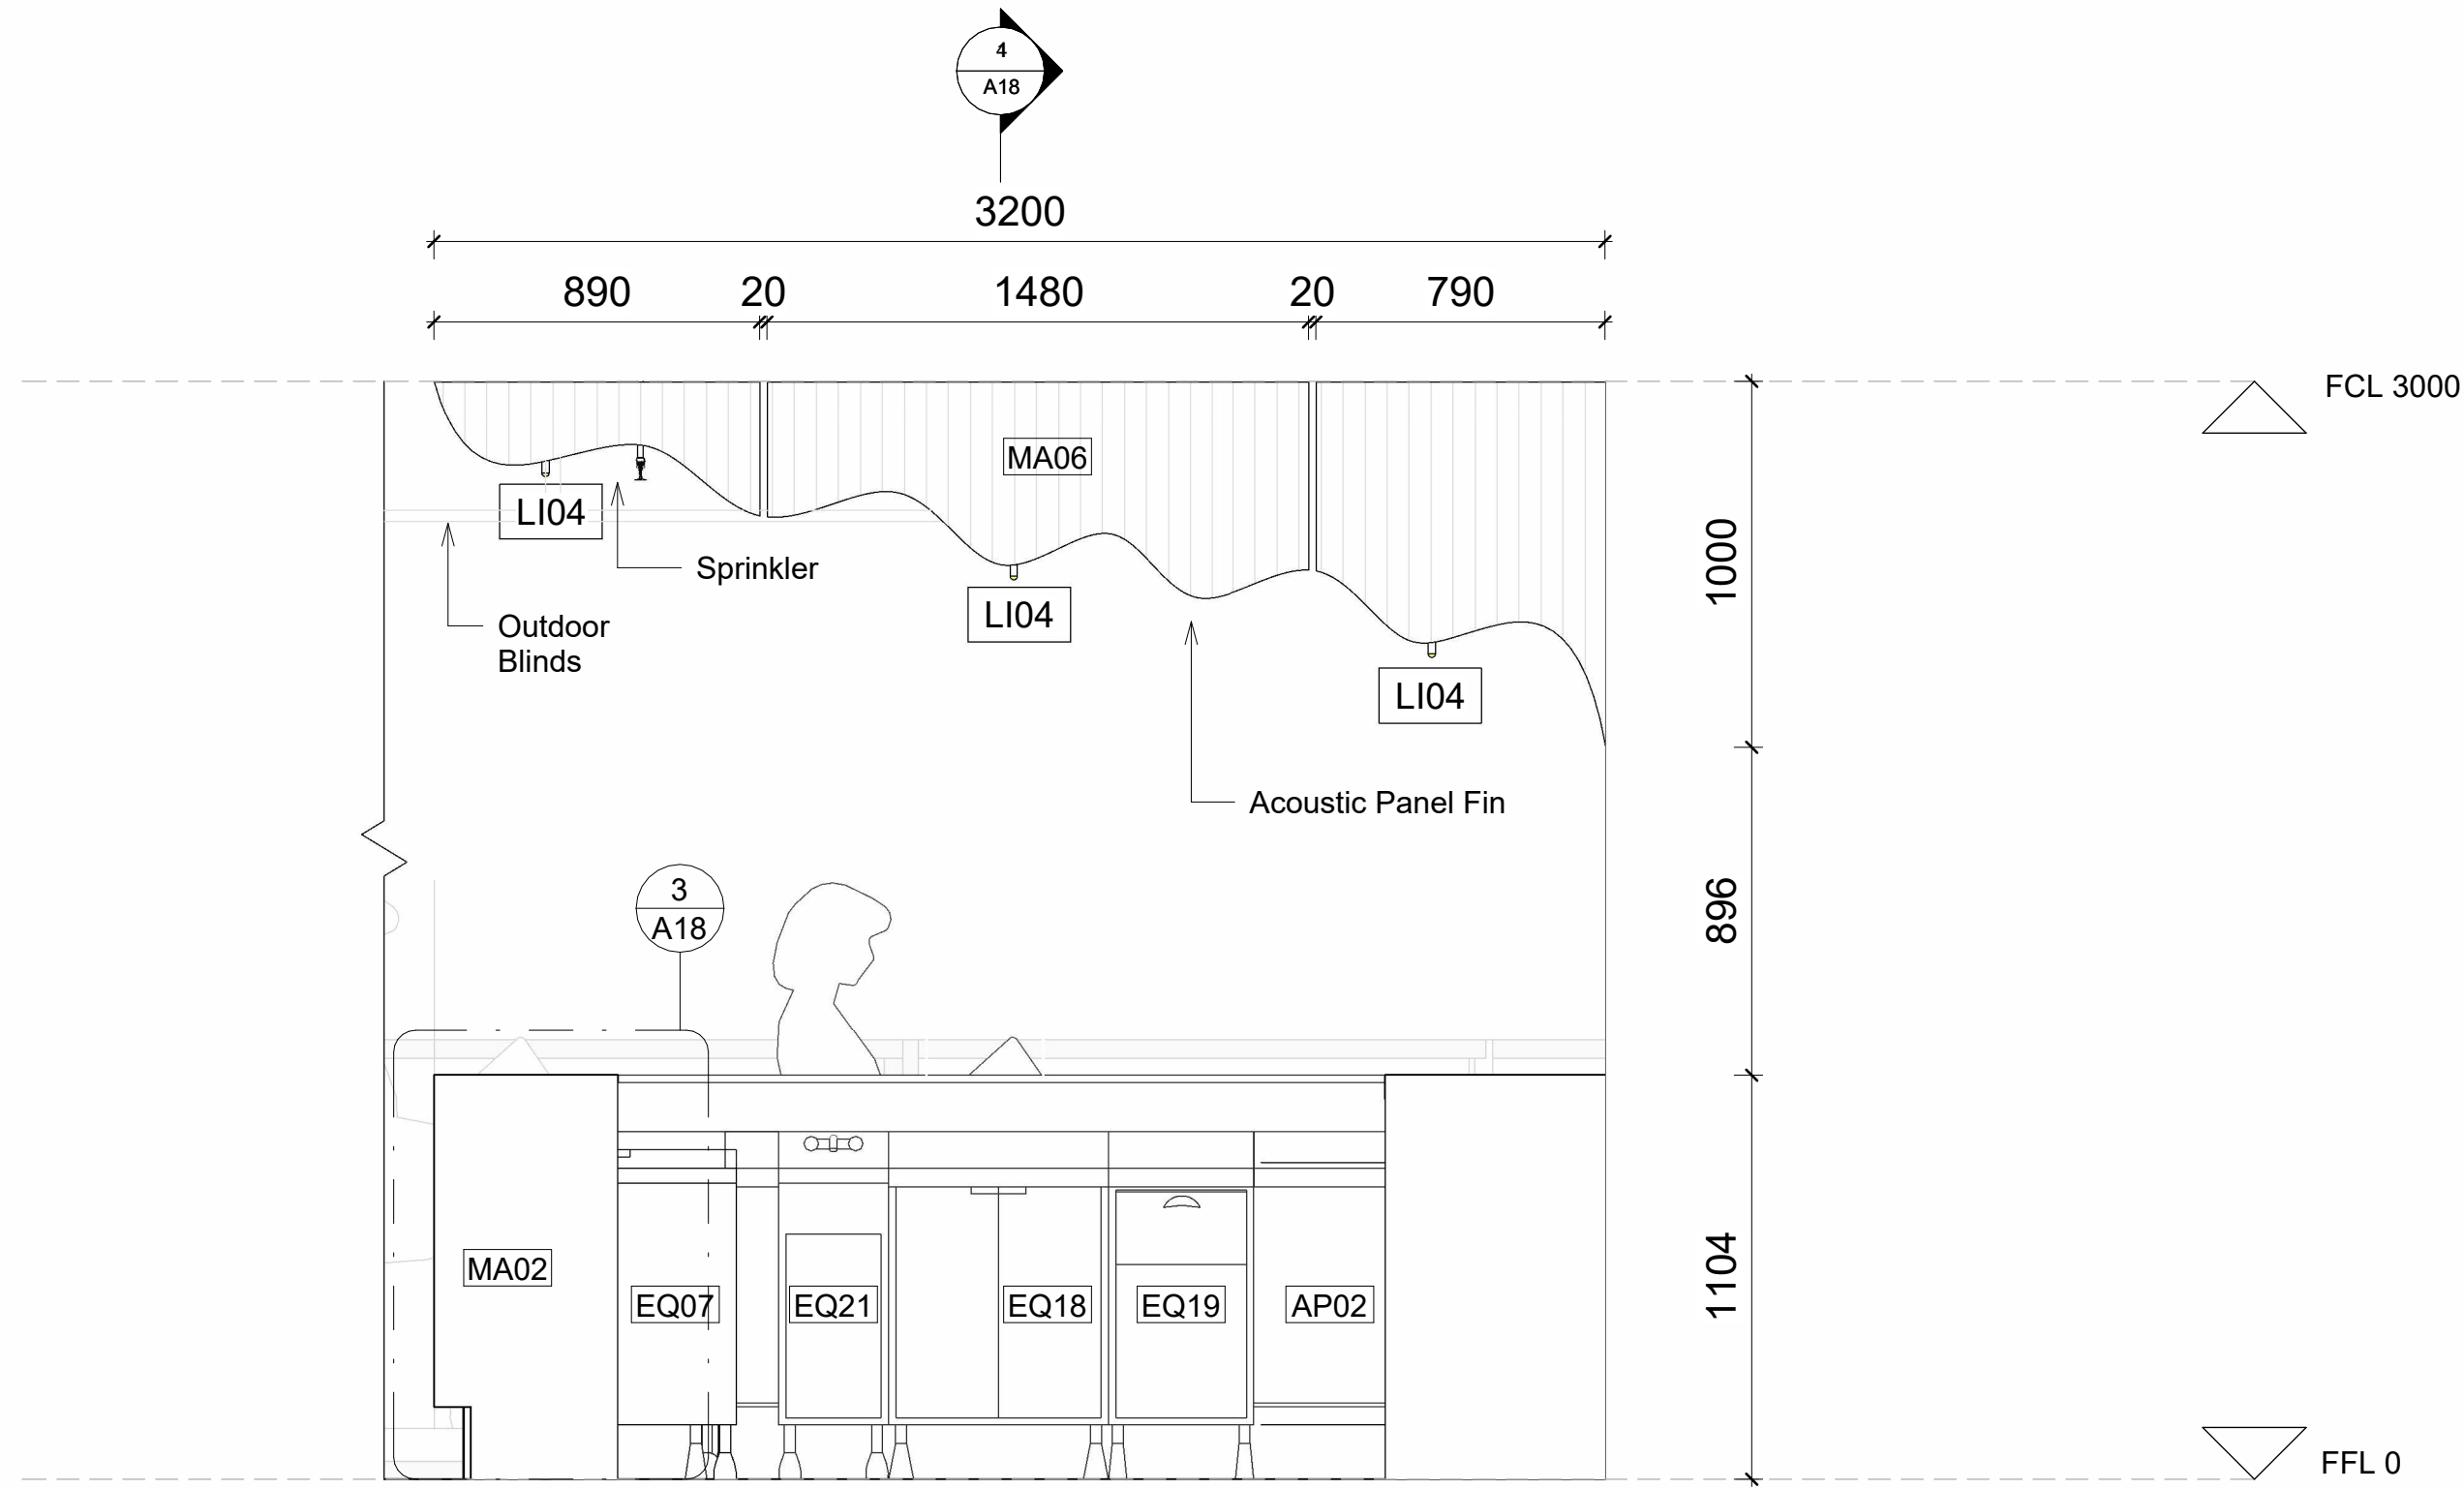 4
A18
3200
890
20
1480
20
790
FCL 3000
MA06
LI04
Sprinkler
LI04
Outdoor
Blinds
1000
LI04
Acoustic Panel Fin
3
A18
896
MA02
EQ07
EQ21
EQ18
EQ19
AP02
1104
FFL 0